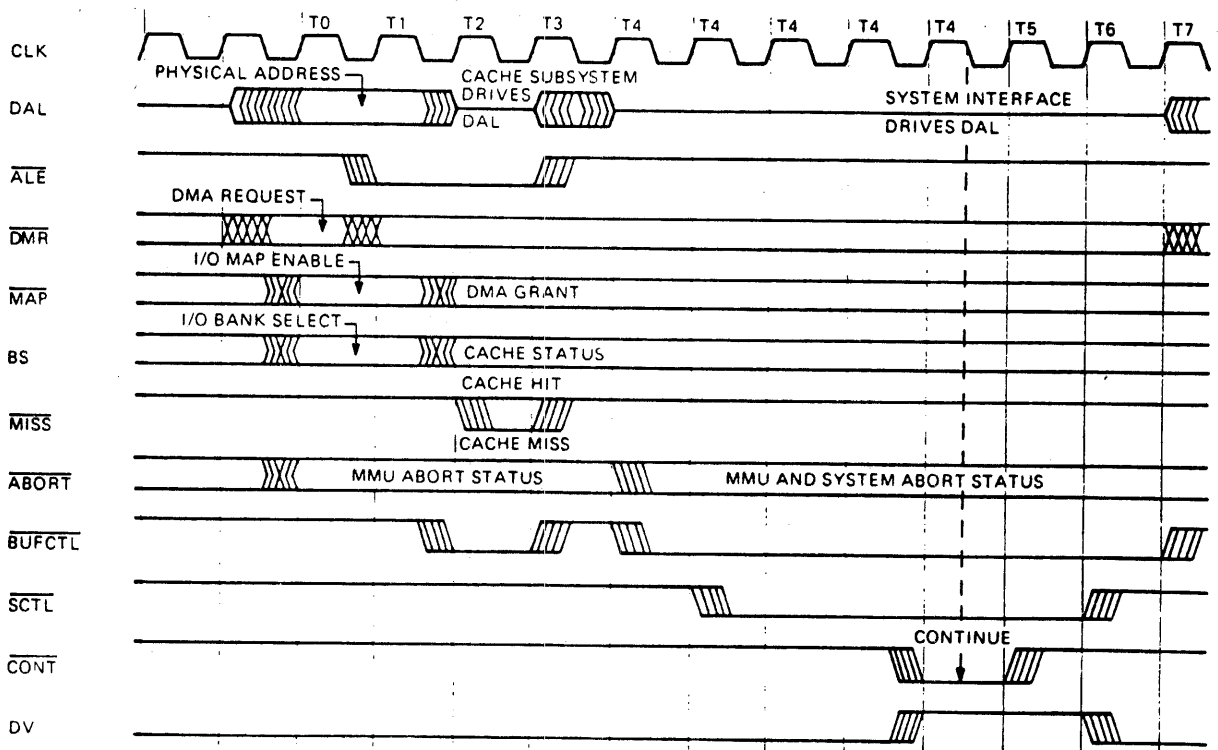 T0 T1 T2 T3 T4 T4 T4 T4 T4 T5 T6 T7
CLK
PHYSICAL ADDRESS
CACHE SUBSYSTEM
DRIVES
DAL
DAL
SYSTEM INTERFACE
DRIVES DAL
ALE
DMA REQUEST
DMR
I/O MAP ENABLE
MAP
DMA GRANT
I/O BANK SELECT
BS
CACHE STATUS
CACHE HIT
MISS
CACHE MISS
ABORT
MMU ABORT STATUS
MMU AND SYSTEM ABORT STATUS
BUFCTL
SCTL
CONTINUE
CONT
DV